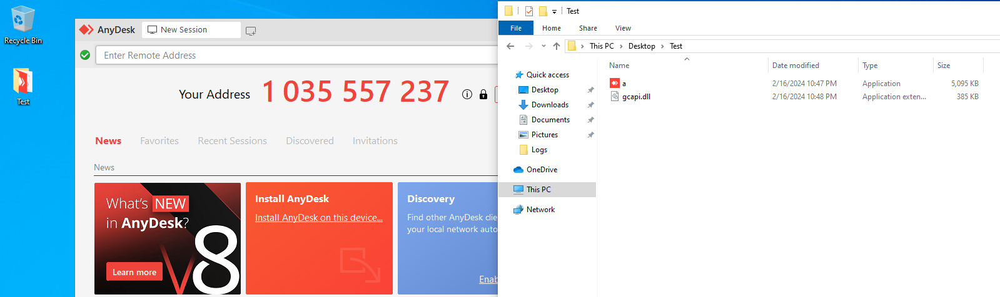 Recycle Bin
Test
AnyDesk
New Session
Enter Remote Address
Your Address 1 035 557 237
News Favorites Recent Sessions Discovered Invitations
News
What's NEW
in AnyDesk?
V8
Learn more
Install AnyDesk
Install AnyDesk on this device...
Discovery
Find other AnyDesk clie
your local network auto
Enab
Test
File Home Share View
This PC > Desktop > Test
Name Date modified Type Size
a 2/16/2024 10:47 PM Application 5,095 KB
gcapi.dll 2/16/2024 10:48 PM Application exten... 385 KB
Quick access
Desktop
Downloads
Documents
Pictures
Logs
OneDrive
This PC
Network